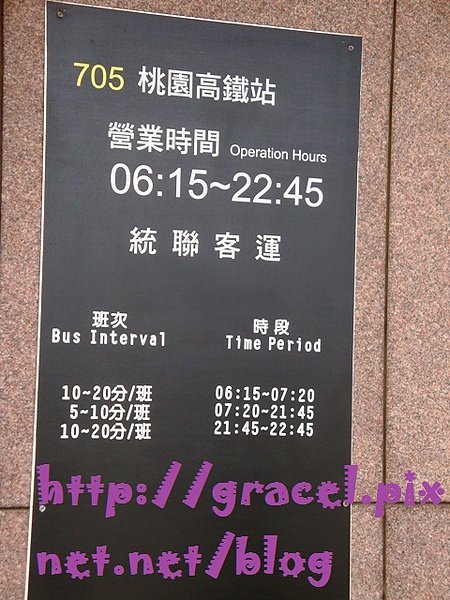 705 桃園高鐵站
營業時間 Operation Hours
06:15~22:45
統聯客運
班次 時段
Bus Interval Time Period
10~20分/班 06:15~07:20
5~10分/班 07:20~21:45
10~20分/班 21:45~22:45
http://grace1.pix
net.net/blog